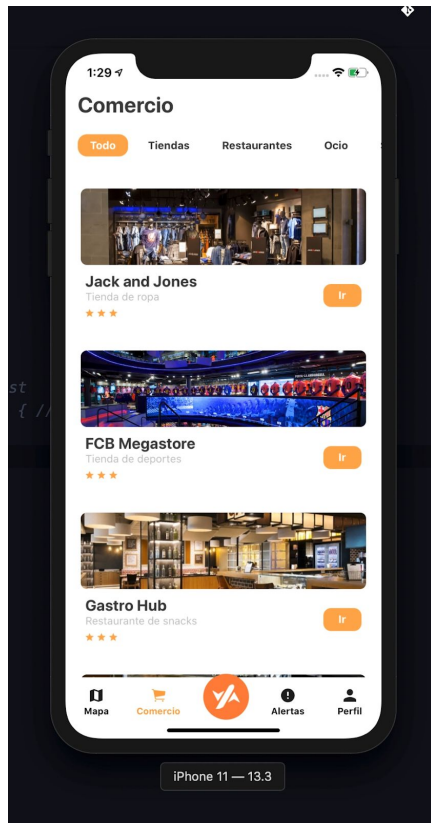 1:29
Comercio
Todo Tiendas Restaurantes Ocio
Jack and Jones
Tienda de ropa
Ir
FCB Megastore
Tienda de deportes
Ir
st
{ //
Gastro Hub
Restaurante de snacks
Ir
Mapa Comercio Alertas Perfil
iPhone 11 — 13.3